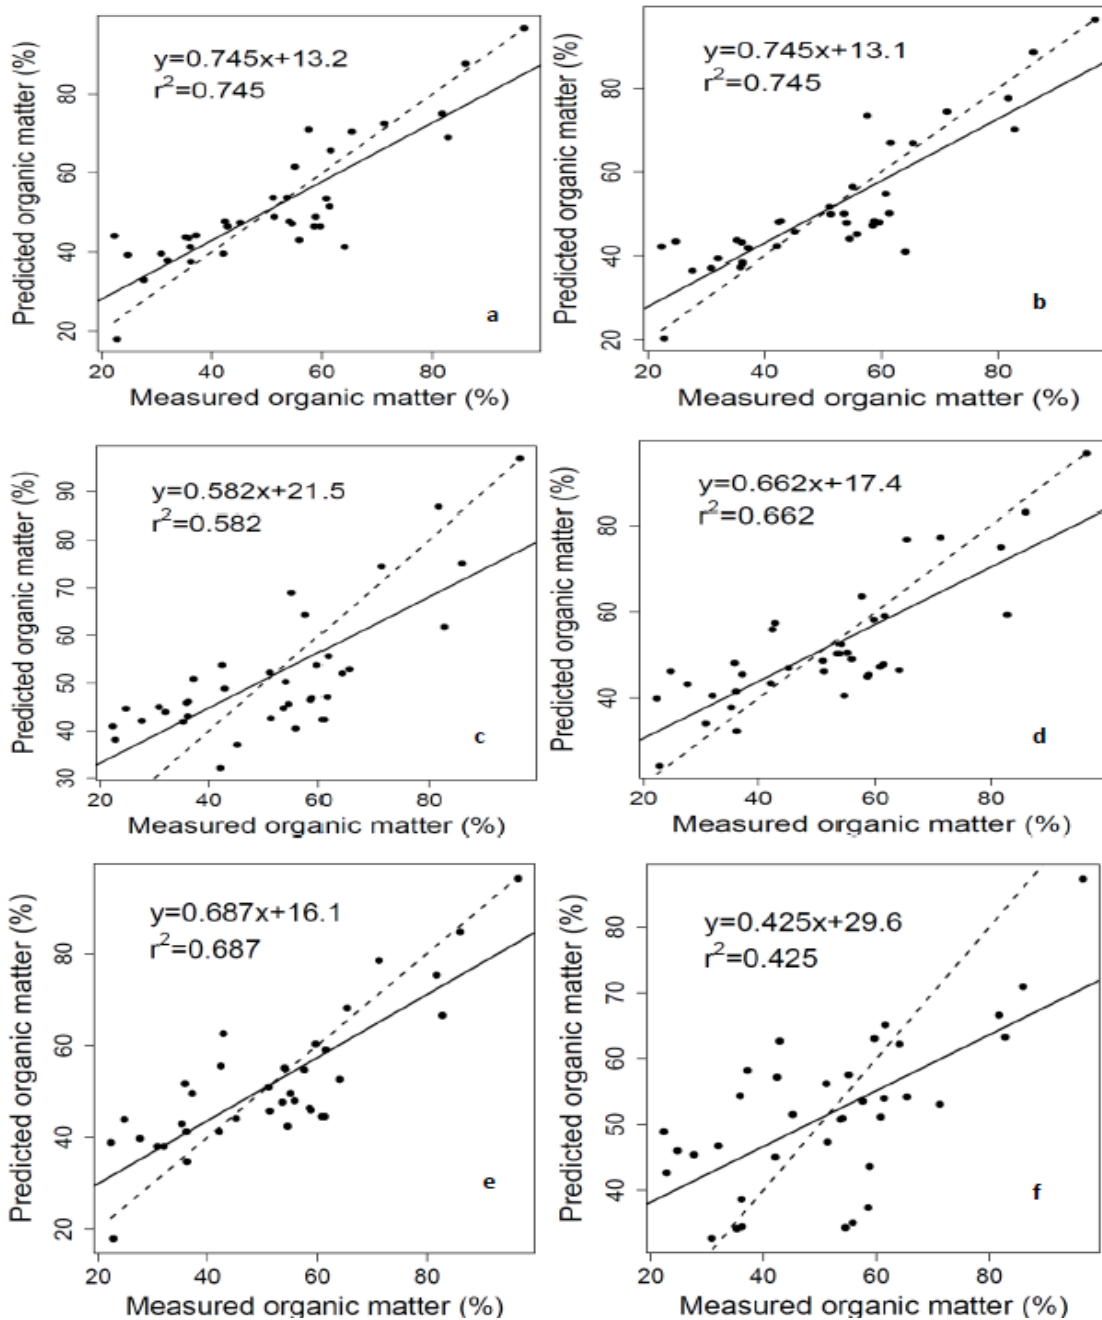 y=0.745x+13.2
r²=0.745
Predicted organic matter (%)
20 40 60 80
a
20 40 60 80
Measured organic matter (%)
y=0.745x+13.1
r²=0.745
Predicted organic matter (%)
20 40 60 80
b
20 40 60 80
Measured organic matter (%)
y=0.582x+21.5
r²=0.582
Predicted organic matter (%)
30 40 50 60 70 80 90
c
20 40 60 80
Measured organic matter (%)
y=0.662x+17.4
r²=0.662
Predicted organic matter (%)
40 60 80
d
20 40 60 80
Measured organic matter (%)
y=0.687x+16.1
r²=0.687
Predicted organic matter (%)
20 40 60 80
e
20 40 60 80
Measured organic matter (%)
y=0.425x+29.6
r²=0.425
Predicted organic matter (%)
40 50 60 70 80
f
20 40 60 80
Measured organic matter (%)